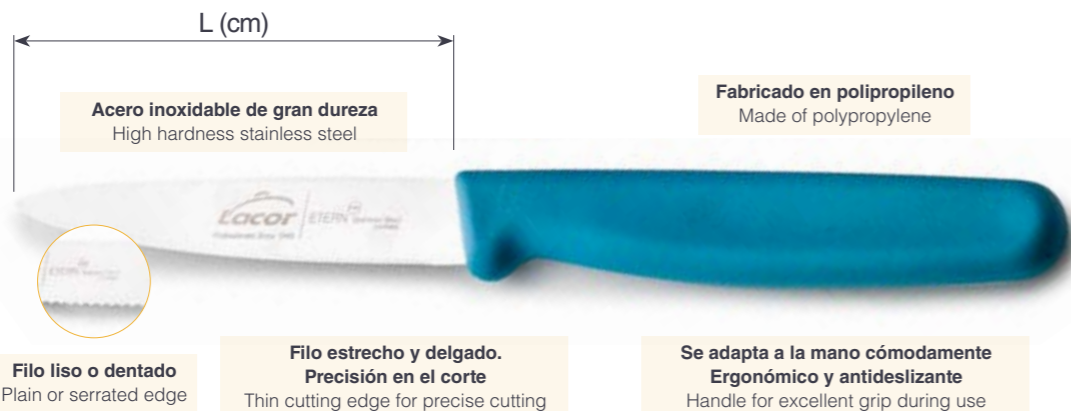 L (cm)
Acero inoxidable de gran dureza
High hardness stainless steel
Fabricado en polipropileno
Made of polypropylene
Lacor
ETERN
ETERN
Filo liso o dentado
Plain or serrated edge
Filo estrecho y delgado.
Precisión en el corte
Thin cutting edge for precise cutting
Se adapta a la mano cómodamente
Ergonómico y antideslizante
Handle for excellent grip during use